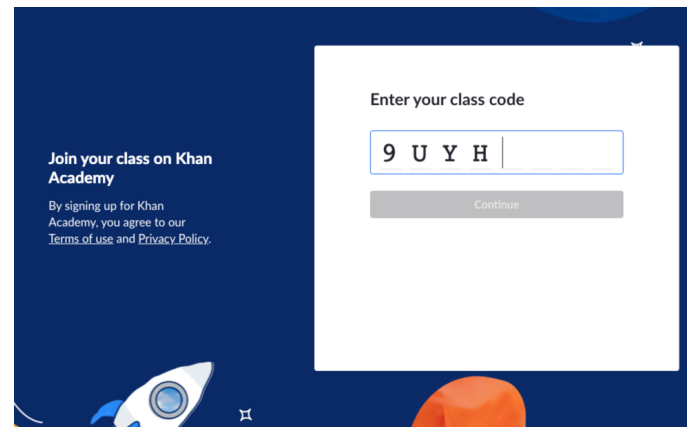 Enter your class code
9 U Y H
Continue
Join your class on Khan
Academy
By signing up for Khan
Academy, you agree to our
Terms of use and Privacy Policy.